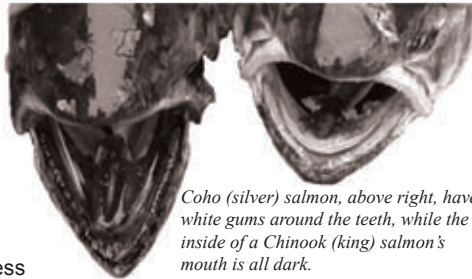 Coho (silver) salmon, above right, have
white gums around the teeth, while the
inside of a Chinook (king) salmon's
mouth is all dark.
ess